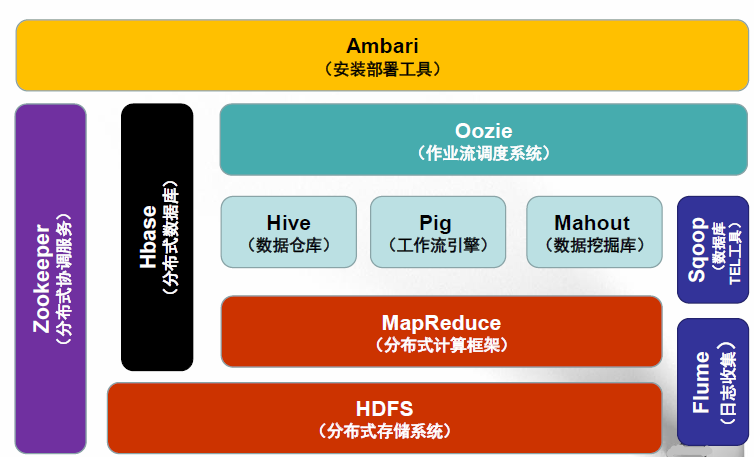 Ambari
（安装部署工具）
Zookeeper
（分布式协调服务）
Hbase
（分布式数据库）
Oozie
（作业流调度系统）
Hive
（数据仓库）
Pig
（工作流引擎）
Mahout
（数据挖掘库）
Sqoop
（数据库
TEL工具）
MapReduce
（分布式计算框架）
Flume
（日志收集）
HDFS
（分布式存储系统）